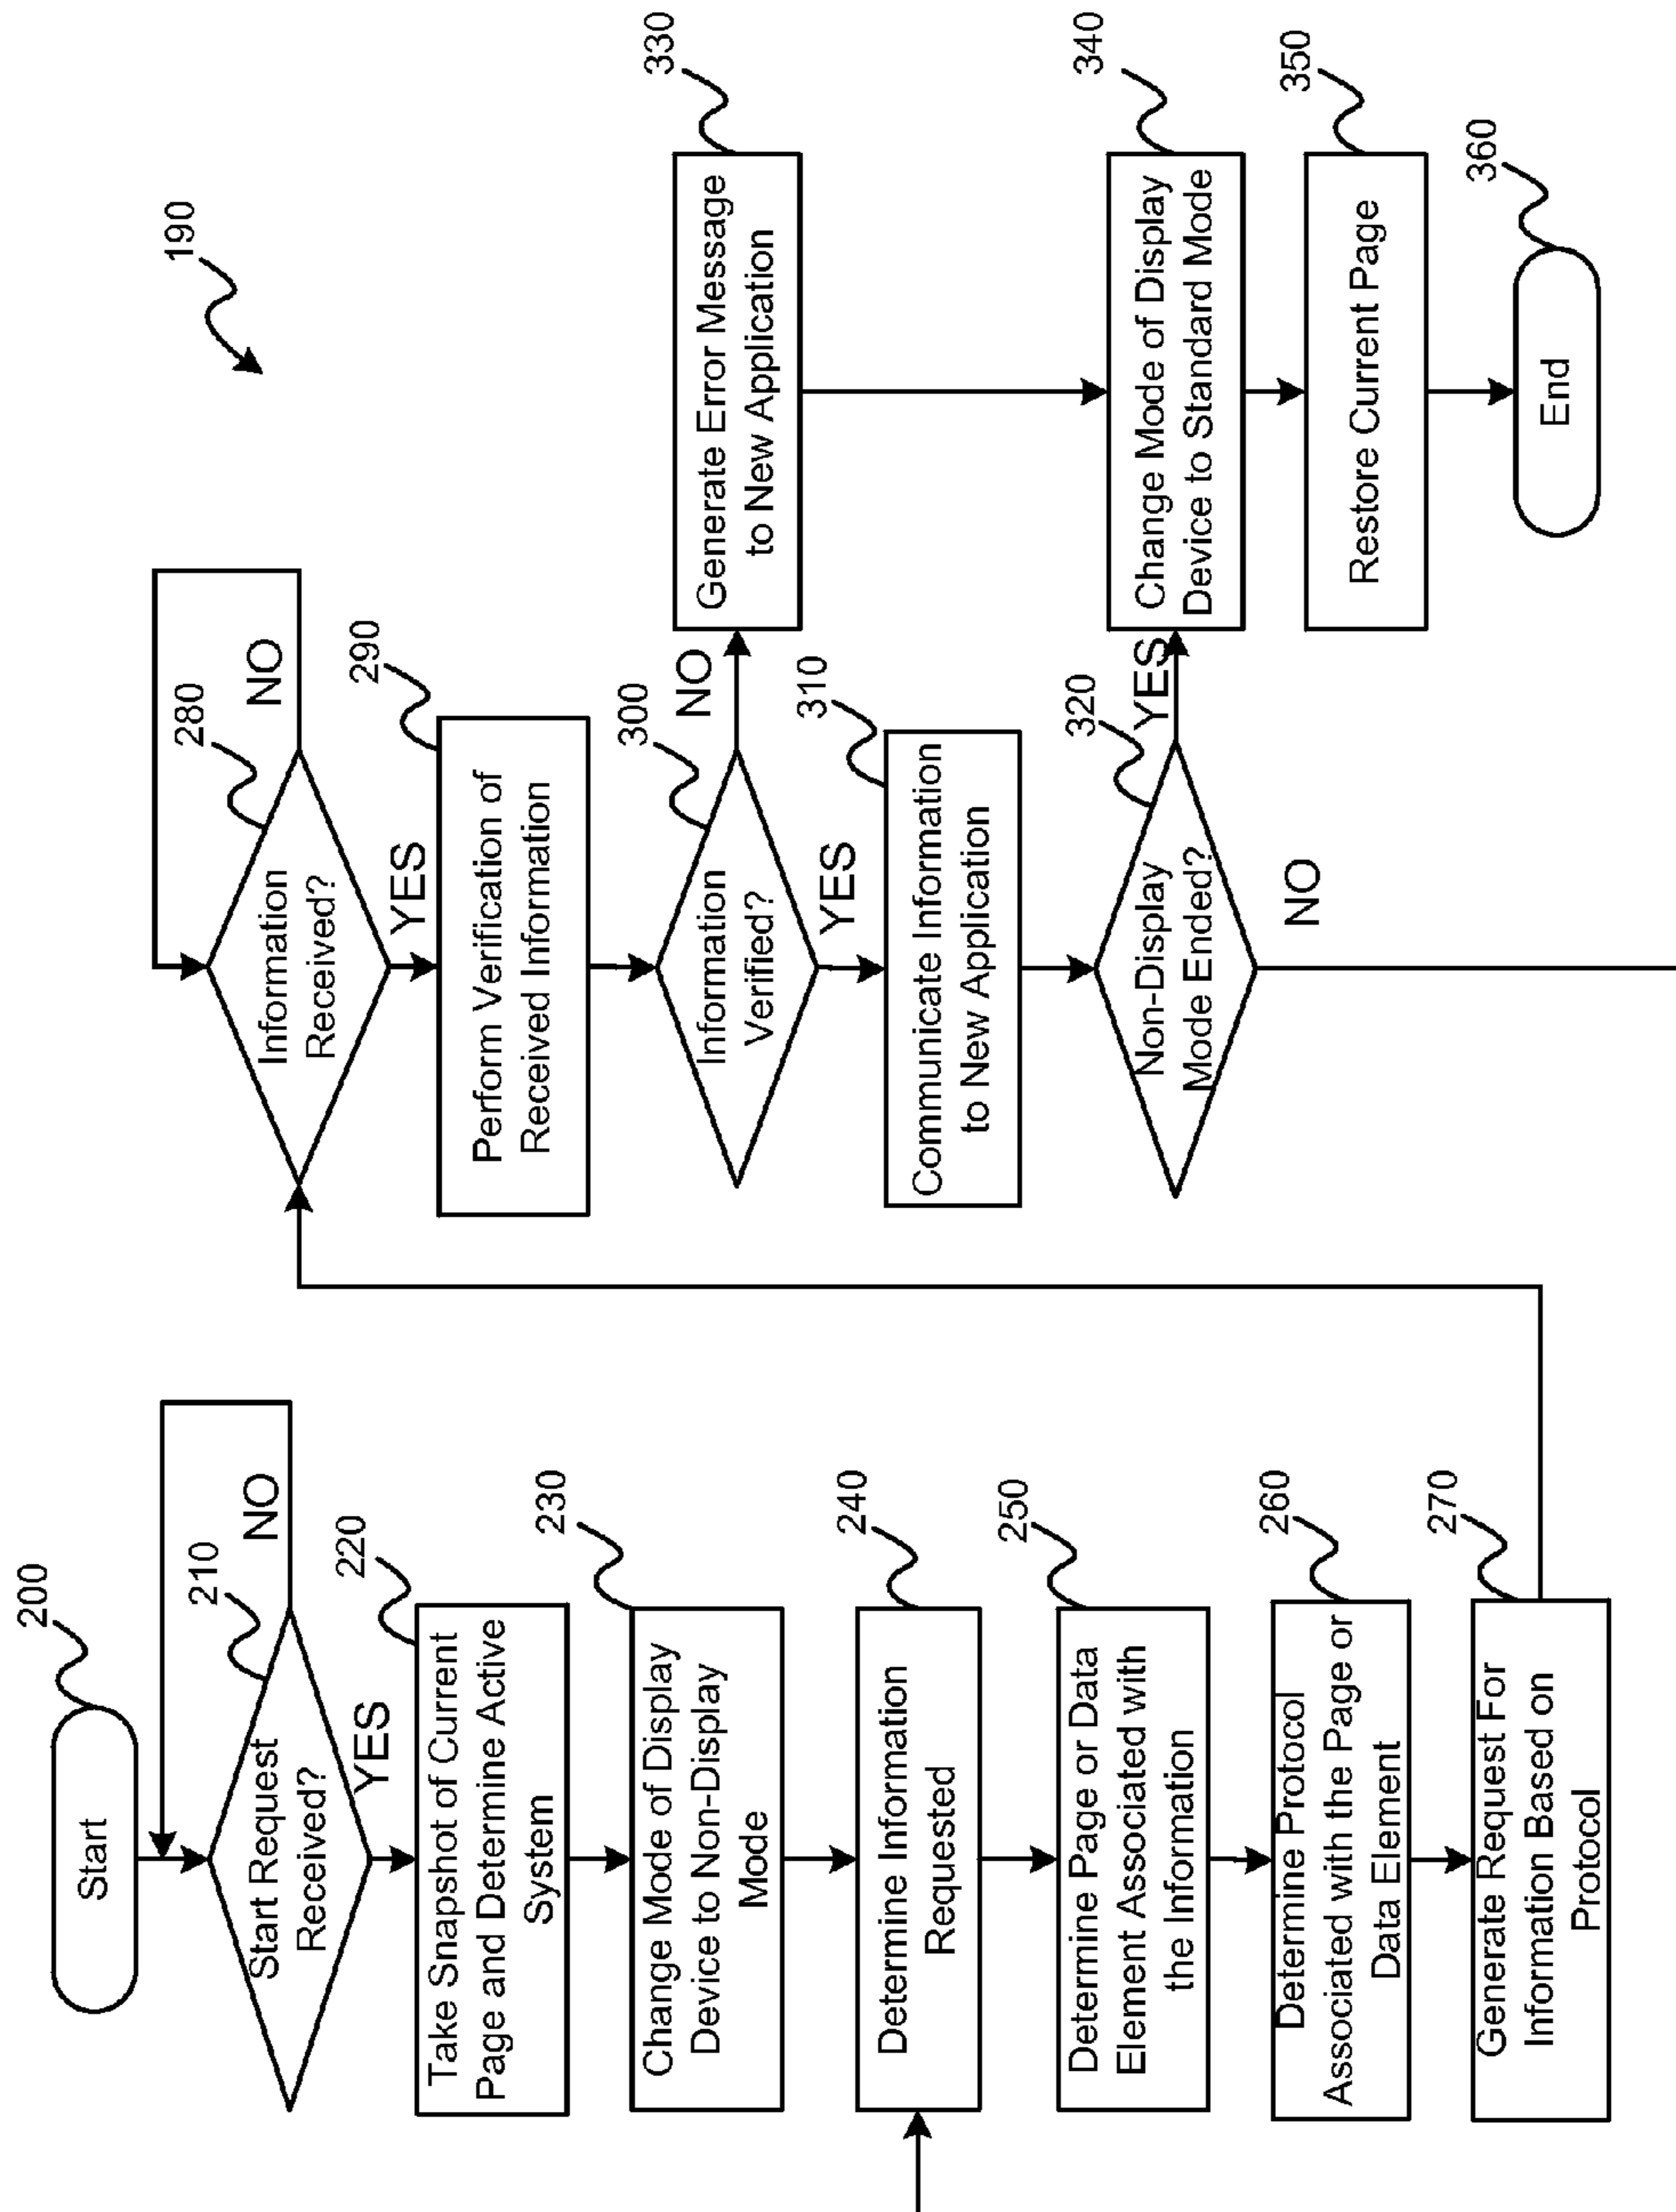 190
200
Start
210
Start Request
Received?
NO
YES
220
Take Snapshot of Current
Page and Determine Active
System
230
Change Mode of Display
Device to Non-Display
Mode
240
Determine Information
Requested
250
Determine Page or Data
Element Associated with
the Information
260
Determine Protocol
Associated with the Page or
Data Element
270
Generate Request For
Information Based on
Protocol
280
Information
Received?
NO
YES
290
Perform Verification of
Received Information
300
Information
Verified?
NO
YES
310
Communicate Information
to New Application
320
Non-Display
Mode Ended?
YES
NO
330
Generate Error Message
to New Application
340
Change Mode of Display
Device to Standard Mode
350
Restore Current Page
360
End